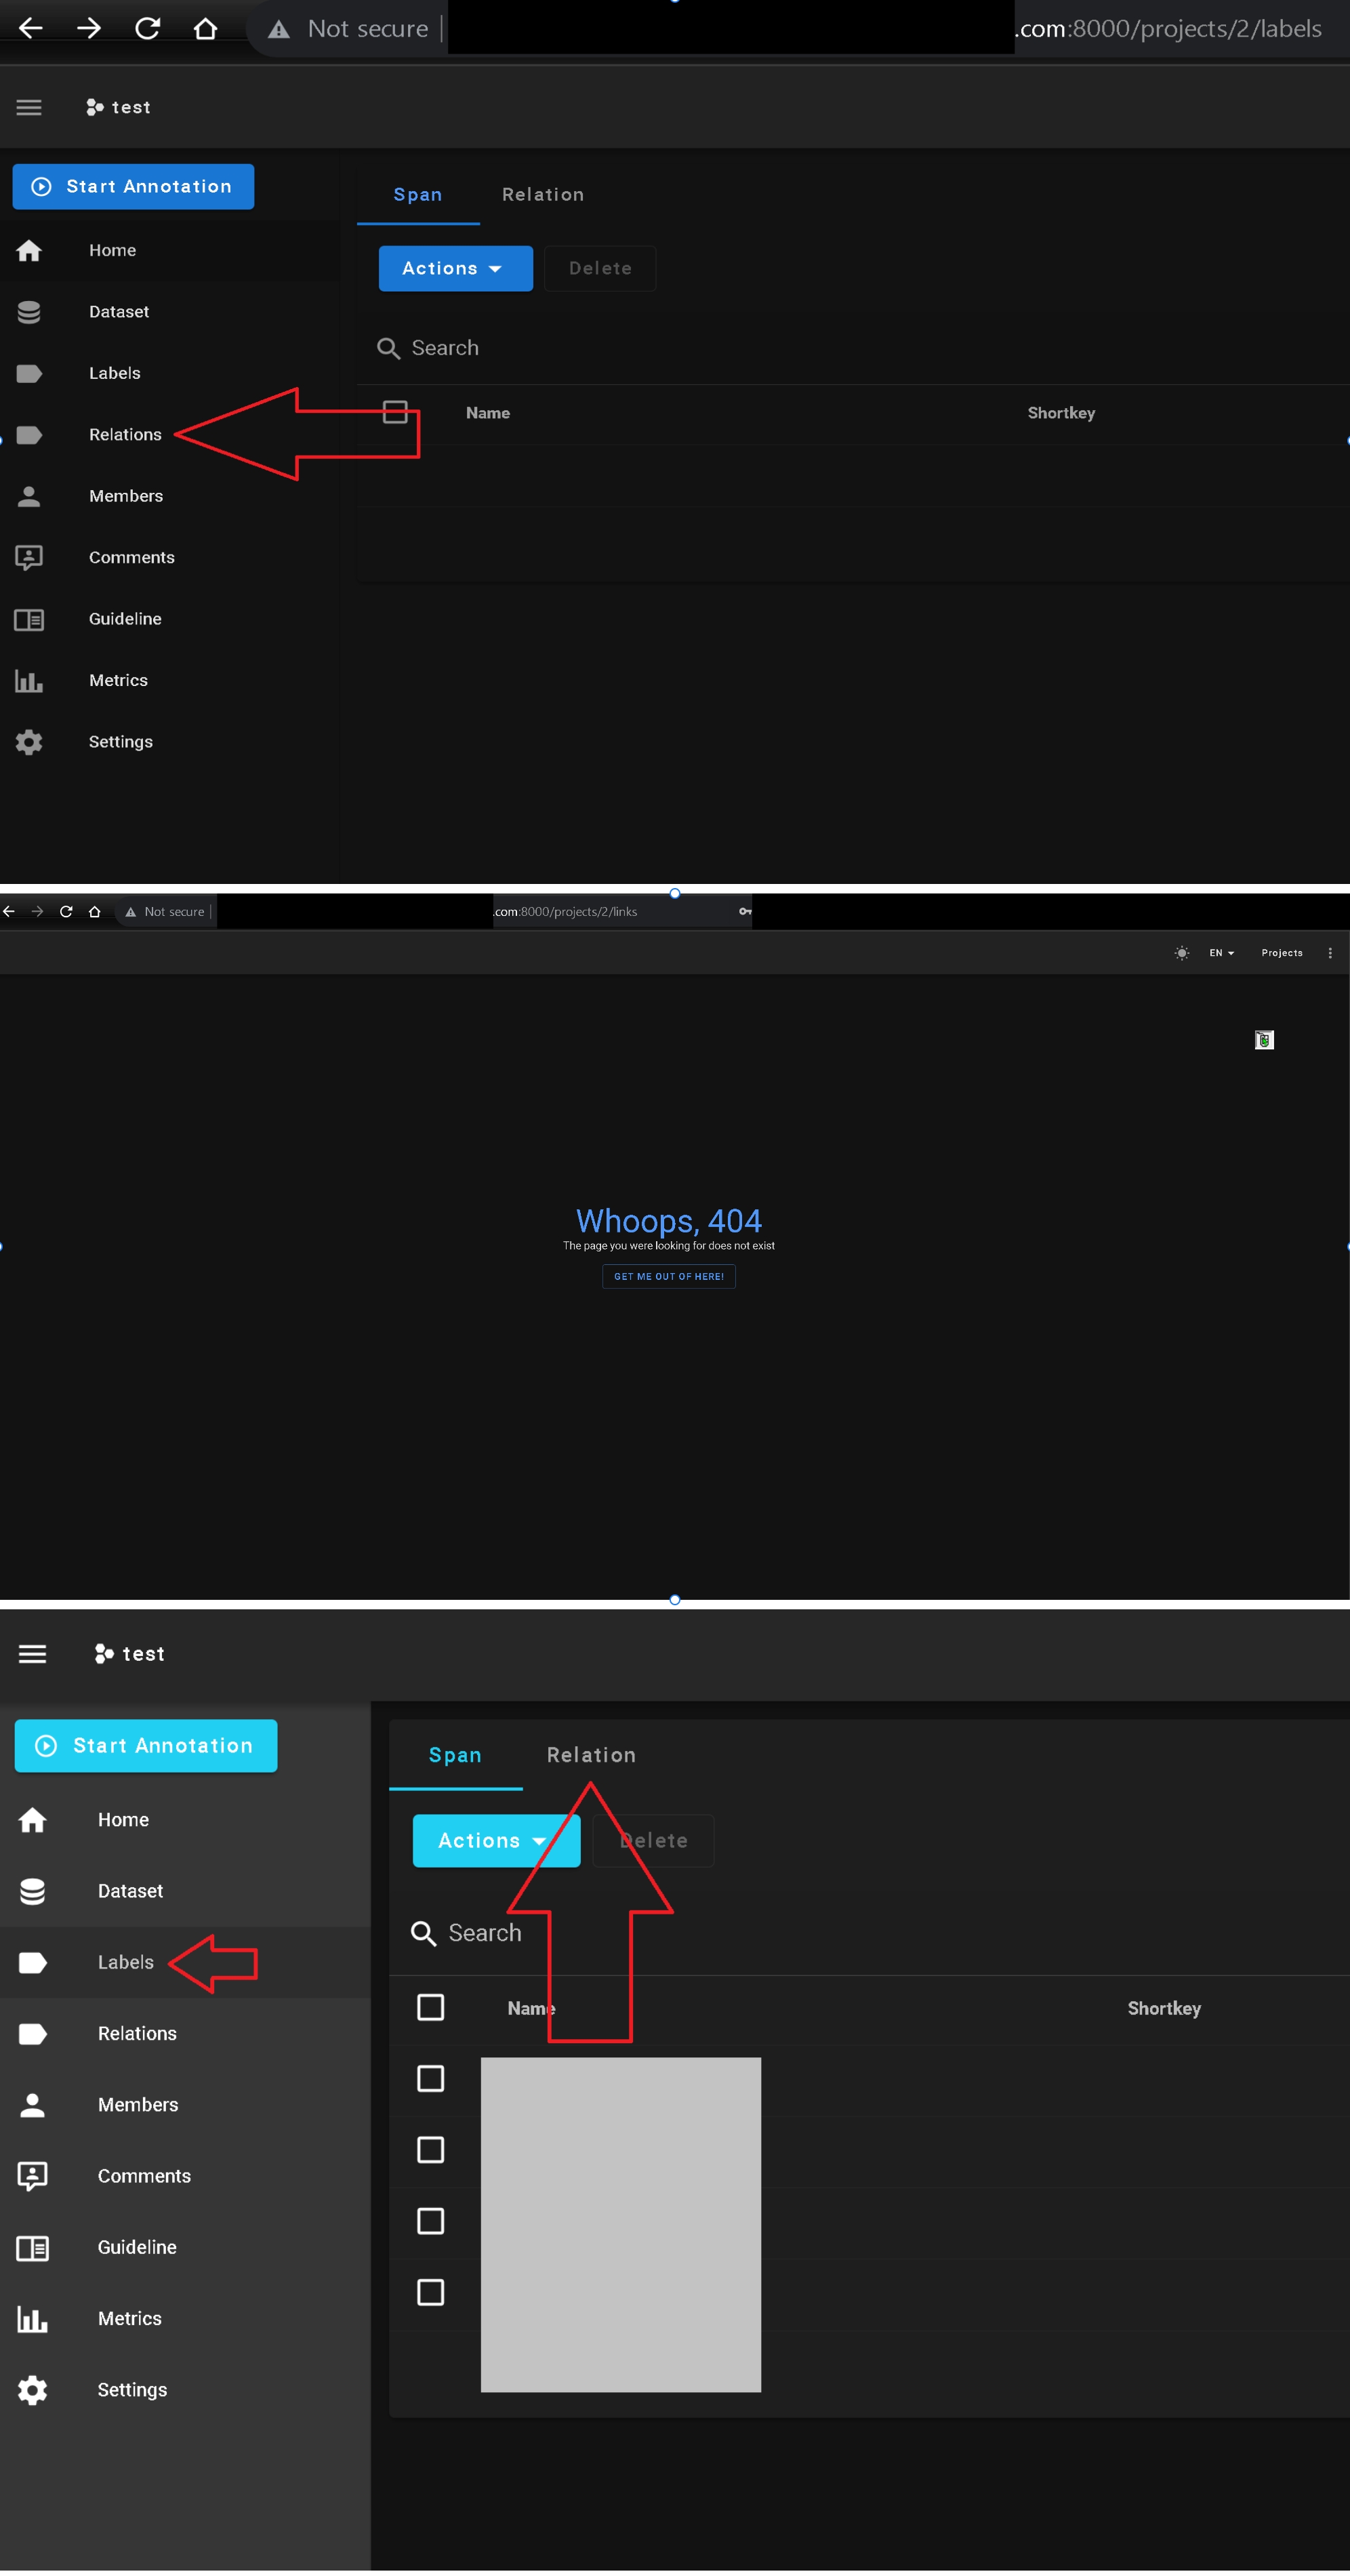 Not secure
.com:8000/projects/2/labels
test
Start Annotation
Home
Dataset
Labels
Relations
Members
Comments
Guideline
Metrics
Settings
Span Relation
Actions Delete
Search
Name Shortkey
Not secure
.com:8000/projects/2/links
EN Projects
Whoops, 404
The page you were looking for does not exist
GET ME OUT OF HERE!
test
Start Annotation
Home
Dataset
Labels
Relations
Members
Comments
Guideline
Metrics
Settings
Span Relation
Actions Delete
Search
Name Shortkey